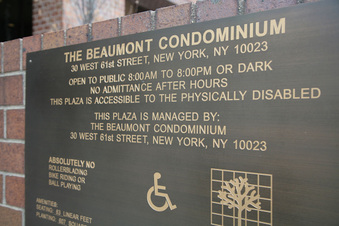 THE BEAUMONT CONDOMINIUM
30 WEST 61st STREET, NEW YORK, NY 10023
OPEN TO PUBLIC 8:00AM TO 8:00PM OR DARK
NO ADMITTANCE AFTER HOURS
THIS PLAZA IS ACCESSIBLE TO THE PHYSICALLY DISABLED
THIS PLAZA IS MANAGED BY:
THE BEAUMONT CONDOMINIUM
30 WEST 61st STREET, NEW YORK, NY 10023
ABSOLUTELY NO
ROLLERBLADING
BIKE RIDING OR
BALL PLAYING
AMENITIES:
SEATING: LINEAR FEET
PLANTING: